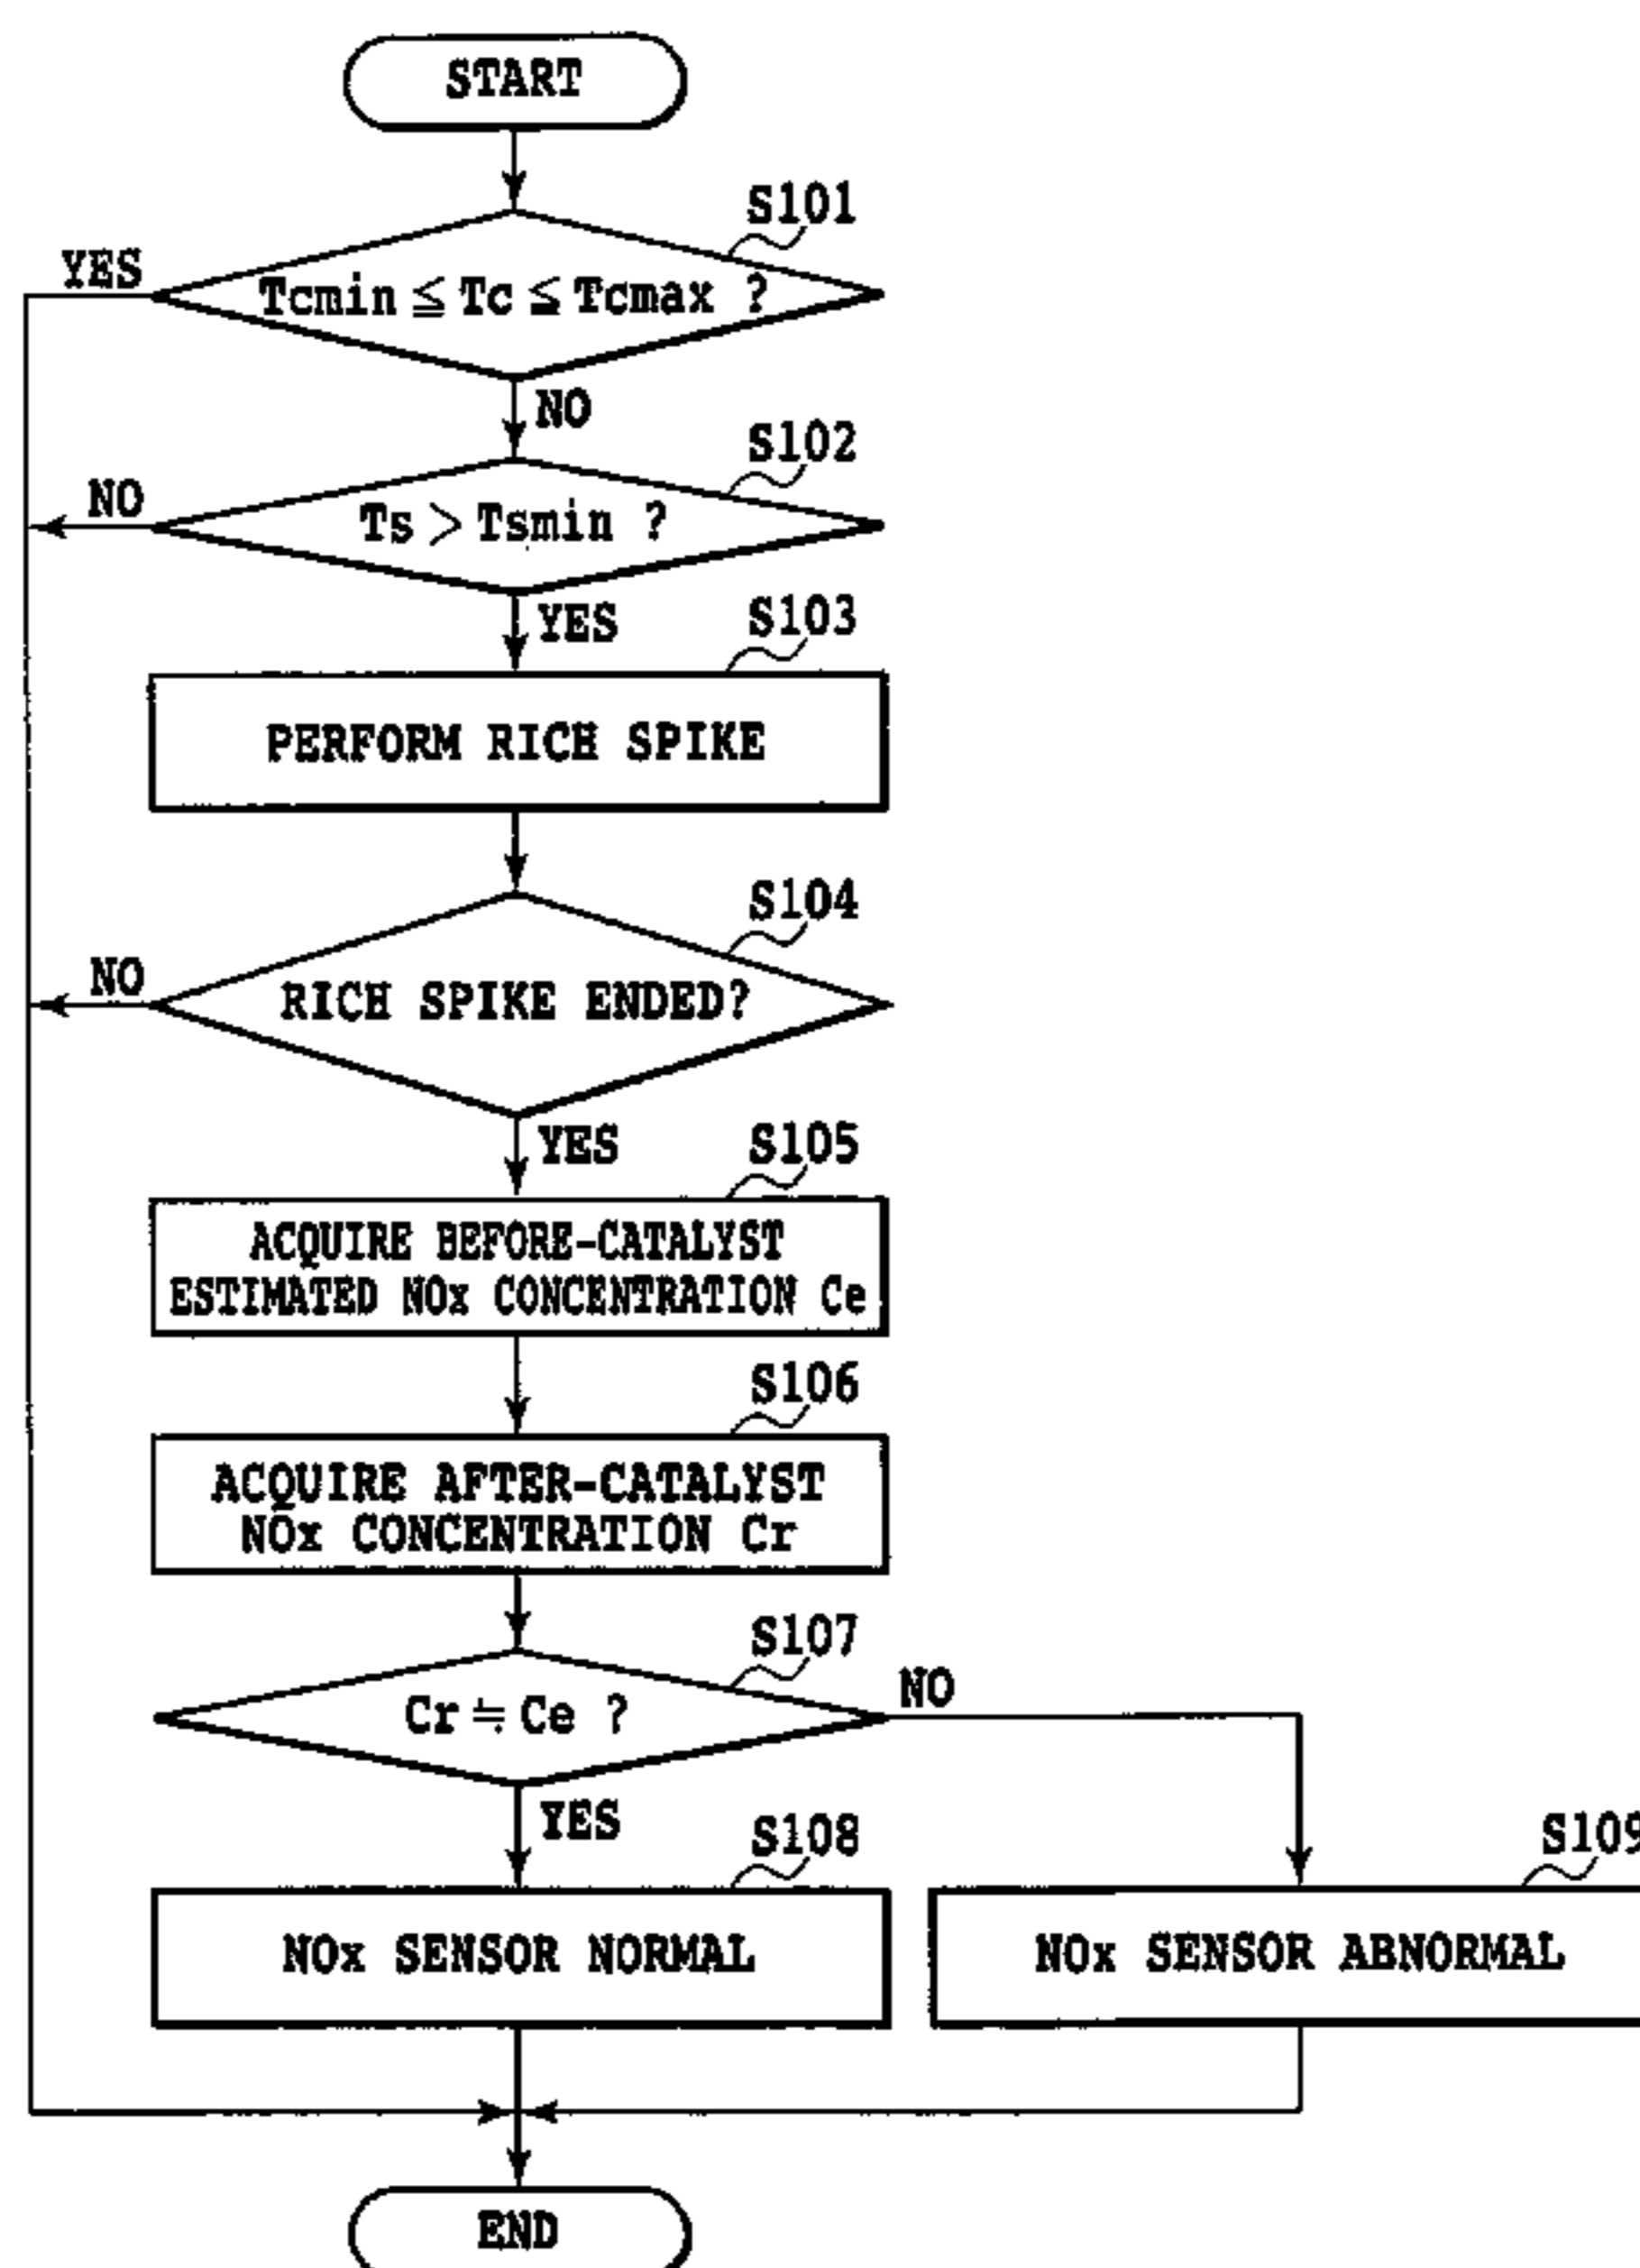 START
S101
YES
Tcmin ≦ Tc ≦ Tcmax ?
NO
S102
NO
Ts > Tsmin ?
YES
S103
PERFORM RICH SPIKE
S104
NO
RICH SPIKE ENDED?
YES
S105
ACQUIRE BEFORE-CATALYST
ESTIMATED NOx CONCENTRATION Ce
S106
ACQUIRE AFTER-CATALYST
NOx CONCENTRATION Cr
S107
NO
Cr ≒ Ce ?
YES
S108
S109
NOx SENSOR NORMAL
NOx SENSOR ABNORMAL
END